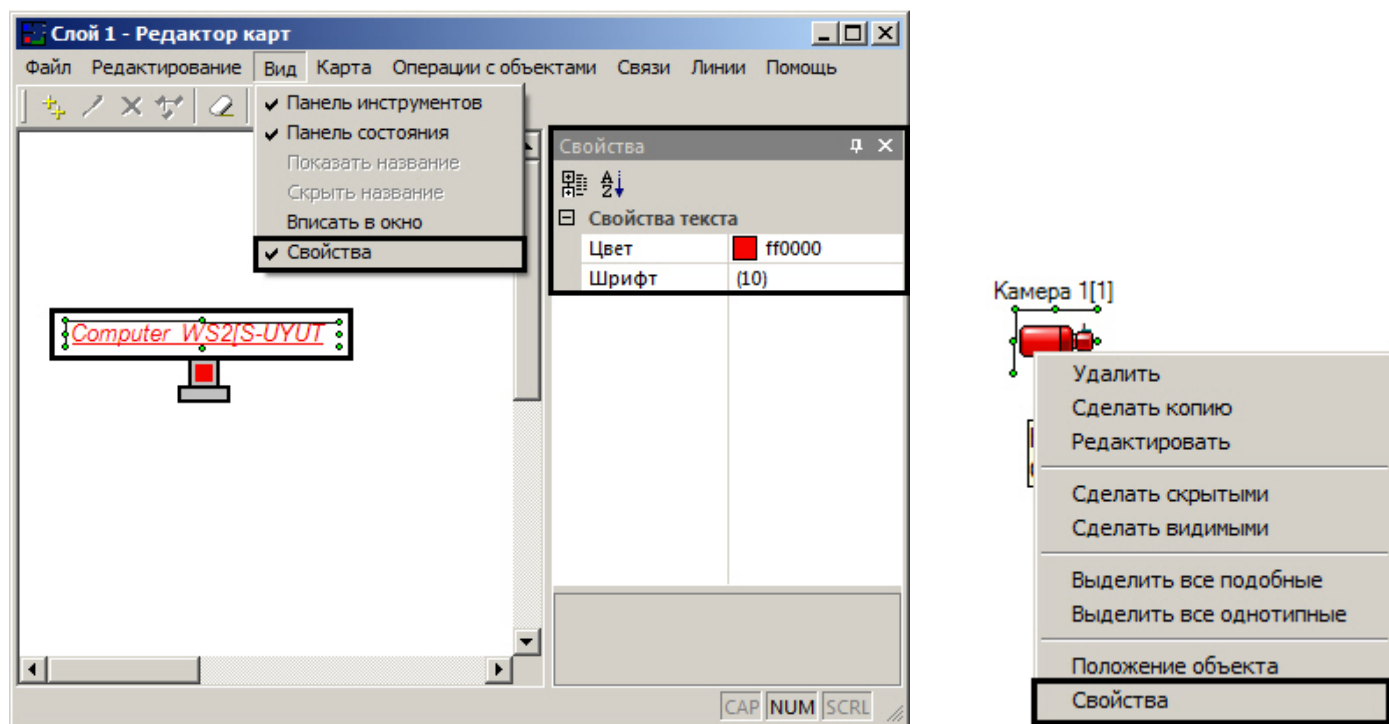 Слой 1 - Редактор карт
Файл Редактирование Вид Карта Операции с объектами Связи Линии Помощь
Панель инструментов
Панель состояния
Показать название
Скрыть название
Вписать в окно
Свойства
Свойства
Свойства текста
Цвет ff0000
Шрифт (10)
Computer WS2[S-UYUT
CAP NUM SCRL
Камера 1[1]
Удалить
Сделать копию
Редактировать
Сделать скрытыми
Сделать видимыми
Выделить все подобные
Выделить все однотипные
Положение объекта
Свойства